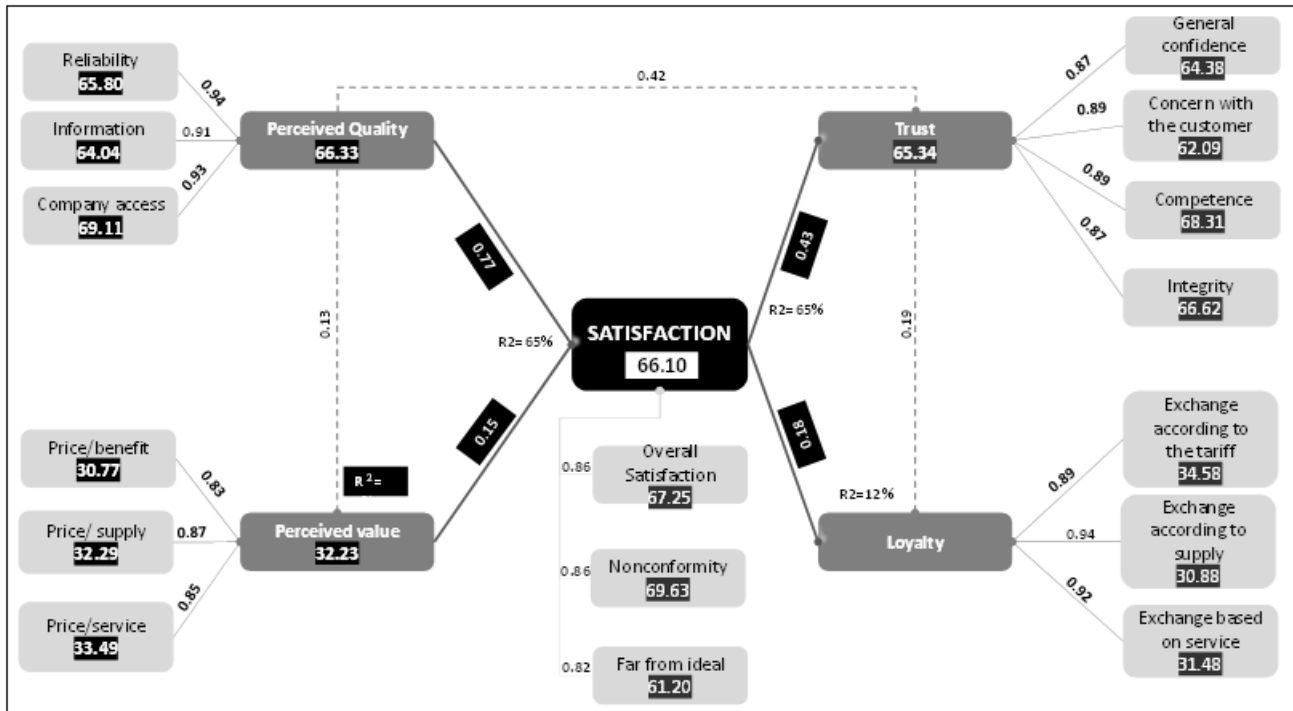 Reliability
65.80
0.94
Information
64.04
0.91
Company access
69.11
0.93
Perceived Quality
66.33
0.42
Trust
65.34
0.87
General
confidence
64.38
0.89
Concern with
the customer
62.09
0.89
Competence
68.31
0.87
Integrity
66.62
0.77
0.43
0.13
R2= 65%
SATISFACTION
66.10
R2= 65%
0.19
0.15
0.18
Price/benefit
30.77
0.83
Price/ supply
32.29
0.87
Price/service
33.49
0.85
R²=
Perceived value
32.23
0.86
Overall
Satisfaction
67.25
0.86
Nonconformity
69.63
0.82
Far from ideal
61.20
R2=12%
Loyalty
0.89
Exchange
according to
the tariff
34.58
0.94
Exchange
according to
supply
30.88
0.92
Exchange based
on service
31.48